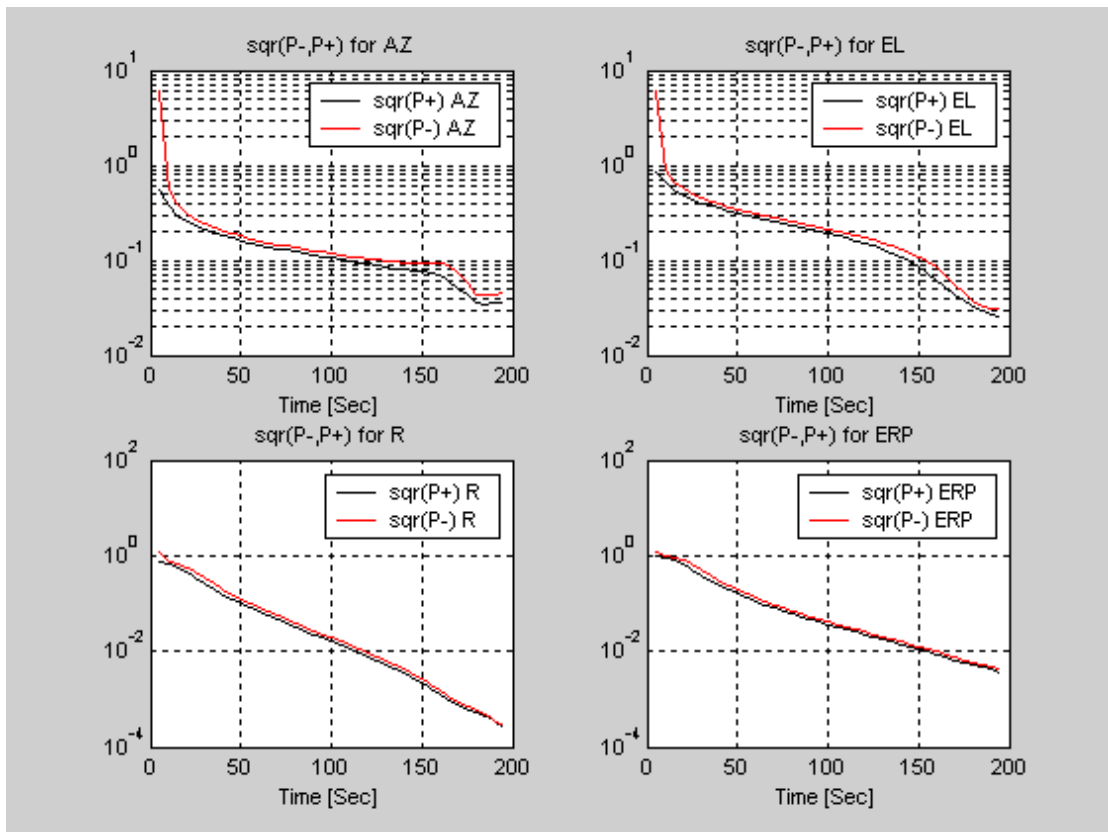 sqr(P-,P+) for AZ
10^1
10^0
10^-1
10^-2
sqr(P+) AZ
sqr(P-) AZ
0 50 100 150 200
Time [Sec]
sqr(P-,P+) for EL
10^1
10^0
10^-1
10^-2
sqr(P+) EL
sqr(P-) EL
0 50 100 150 200
Time [Sec]
sqr(P-,P+) for R
10^2
10^0
10^-2
10^-4
sqr(P+) R
sqr(P-) R
0 50 100 150 200
Time [Sec]
sqr(P-,P+) for ERP
10^2
10^0
10^-2
10^-4
sqr(P+) ERP
sqr(P-) ERP
0 50 100 150 200
Time [Sec]